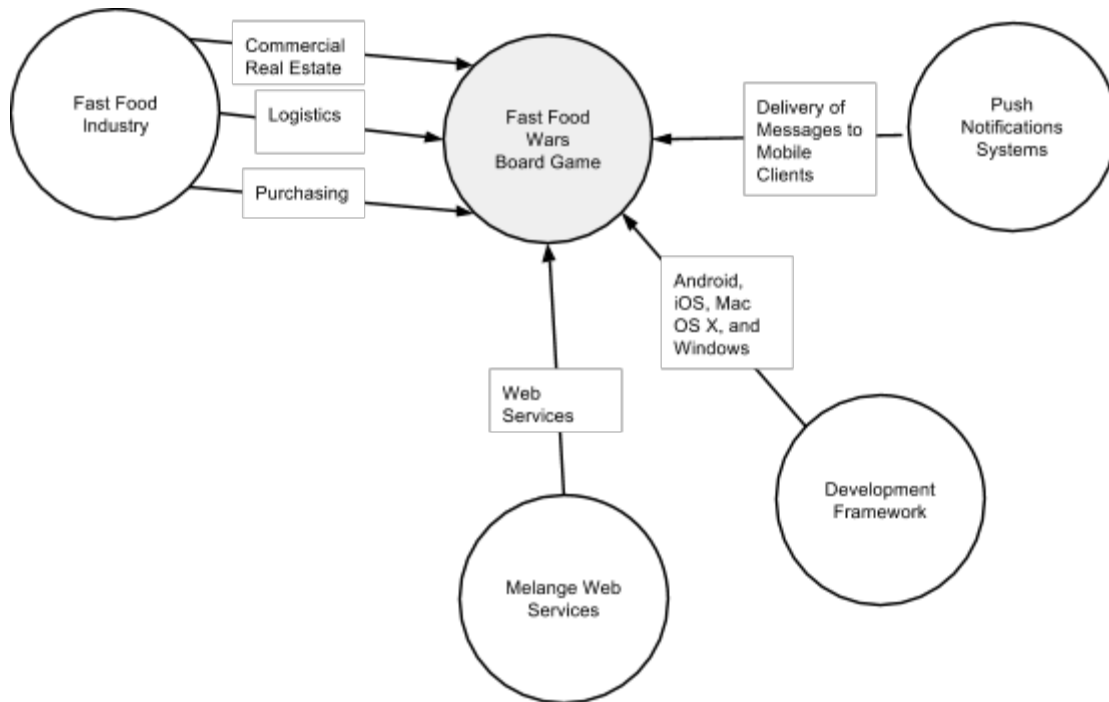 Commercial
Real Estate
Fast Food
Industry
Logistics
Purchasing
Fast Food
Wars
Board Game
Delivery of
Messages to
Mobile
Clients
Push
Notifications
Systems
Android,
iOS, Mac
OS X, and
Windows
Web
Services
Development
Framework
Melange Web
Services